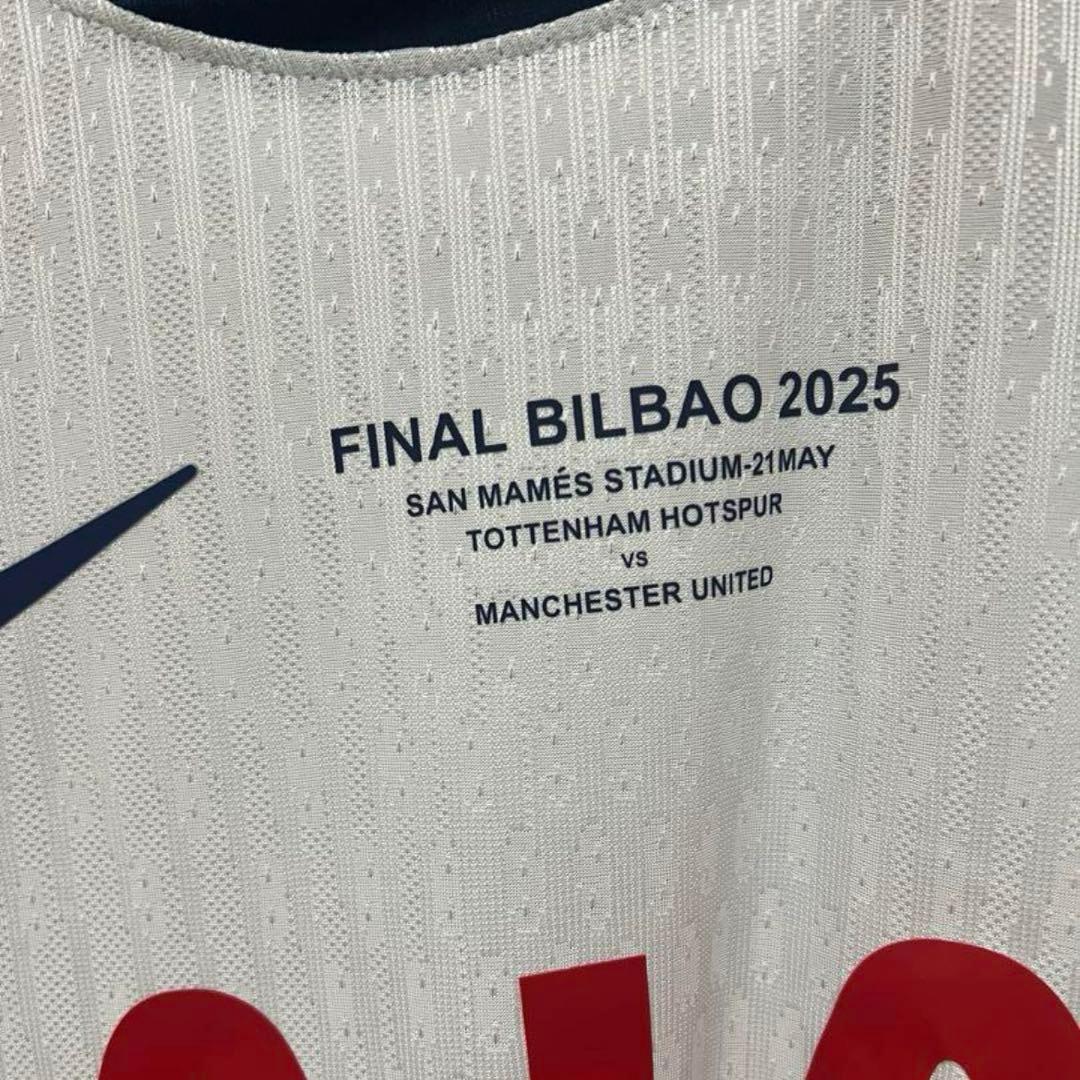 FINAL BILBAO 2025
SAN MAMÉS STADIUM-21MAY
TOTTENHAM HOTSPUR
VS
MANCHESTER UNITED